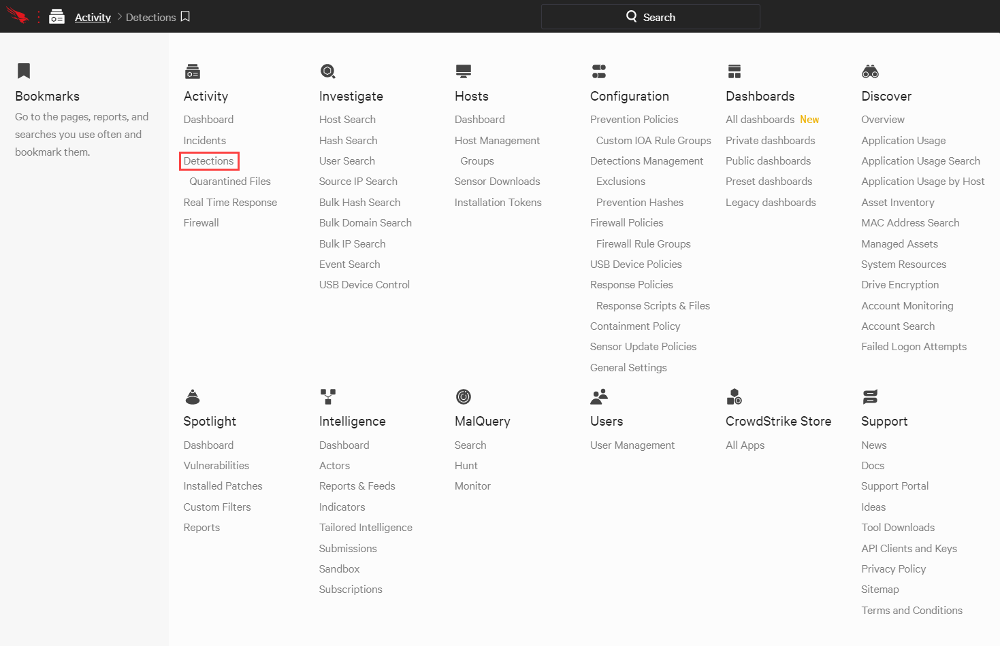 Activity > Detections
Search
Bookmarks
Go to the pages, reports, and
searches you use often and
bookmark them.
Activity
Dashboard
Incidents
Detections
Quarantined Files
Real Time Response
Firewall
Investigate
Host Search
Hash Search
User Search
Source IP Search
Bulk Hash Search
Bulk Domain Search
Bulk IP Search
Event Search
USB Device Control
Hosts
Dashboard
Host Management
Groups
Sensor Downloads
Installation Tokens
Configuration
Prevention Policies
Custom IOA Rule Groups
Detections Management
Exclusions
Prevention Hashes
Firewall Policies
Firewall Rule Groups
USB Device Policies
Response Policies
Response Scripts & Files
Containment Policy
Sensor Update Policies
General Settings
Dashboards
All dashboards New
Private dashboards
Public dashboards
Preset dashboards
Legacy dashboards
Discover
Overview
Application Usage
Application Usage Search
Application Usage by Host
Asset Inventory
MAC Address Search
Managed Assets
System Resources
Drive Encryption
Account Monitoring
Account Search
Failed Logon Attempts
Spotlight
Dashboard
Vulnerabilities
Installed Patches
Custom Filters
Reports
Intelligence
Dashboard
Actors
Reports & Feeds
Indicators
Tailored Intelligence
Submissions
Sandbox
Subscriptions
MalQuery
Search
Hunt
Monitor
Users
User Management
CrowdStrike Store
All Apps
Support
News
Docs
Support Portal
Ideas
Tool Downloads
API Clients and Keys
Privacy Policy
Sitemap
Terms and Conditions